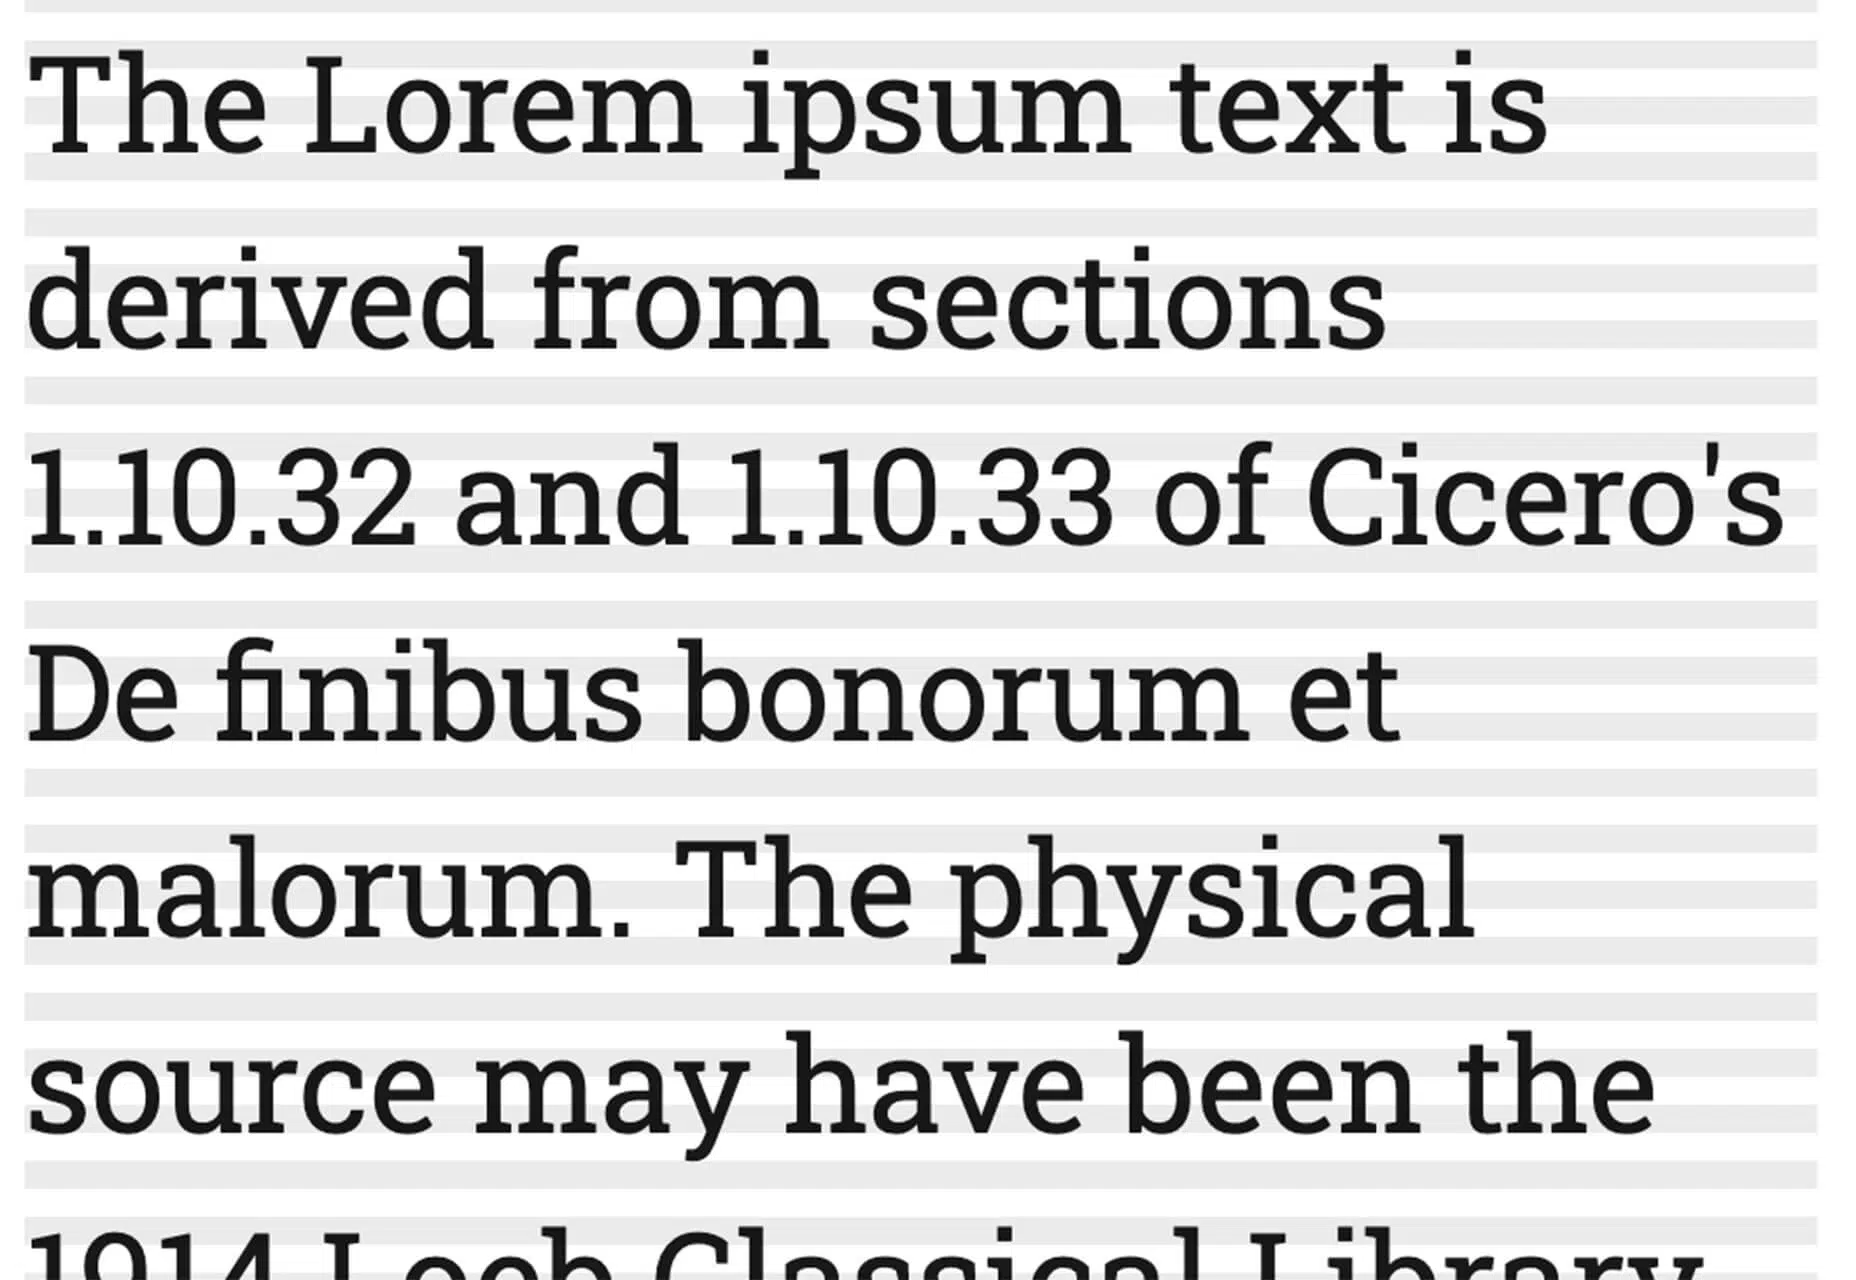 The Lorem ipsum text is
derived from sections
1.10.32 and 1.10.33 of Cicero's
De finibus bonorum et
malorum. The physical
source may have been the
1914 Loeb Classical Library